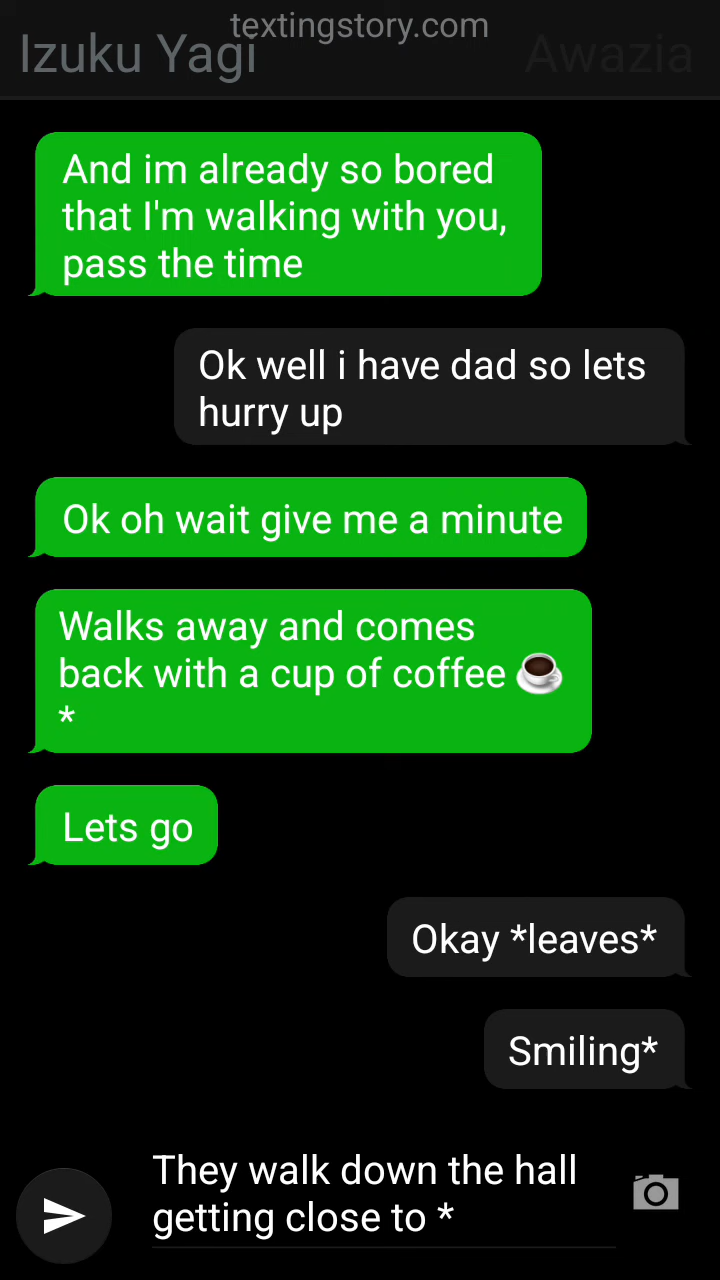 textingstory.com
Izuku Yagi
Awazia
And im already so bored
that I'm walking with you,
pass the time
Ok well i have dad so lets
hurry up
Ok oh wait give me a minute
Walks away and comes
back with a cup of coffee ☕
*
Lets go
Okay *leaves*
Smiling*
They walk down the hall
getting close to *